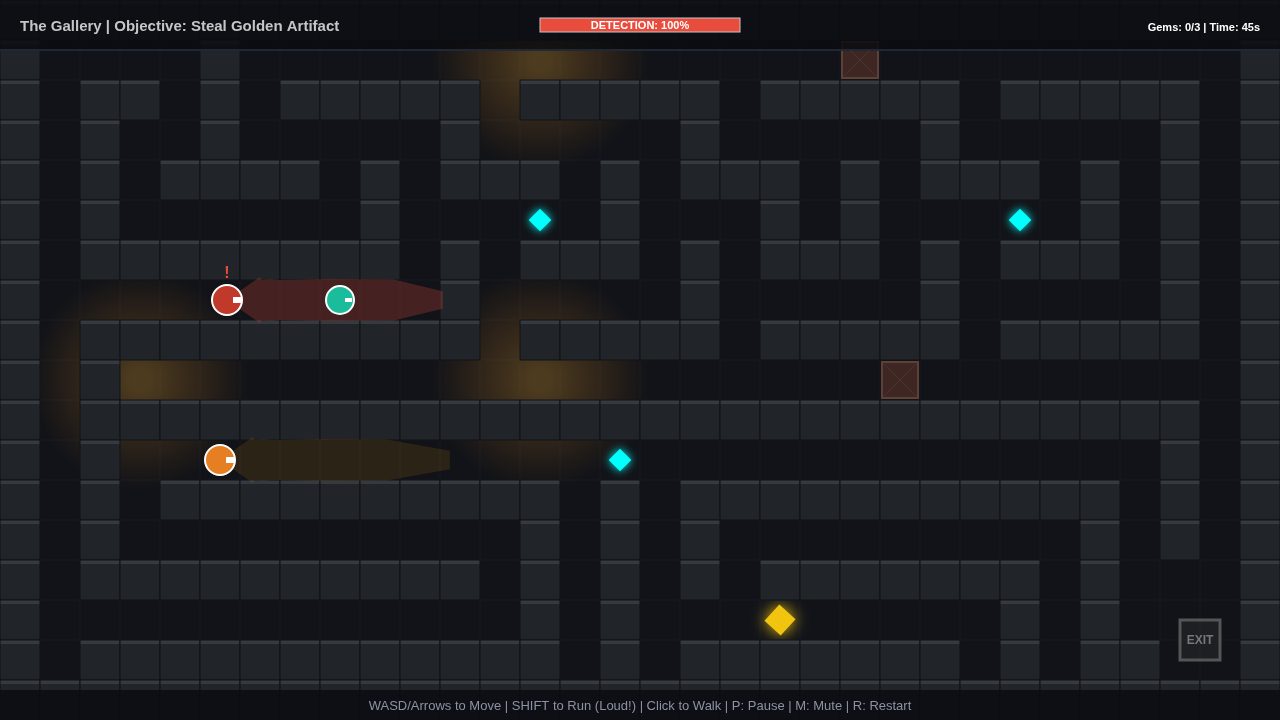 The Gallery | Objective: Steal Golden Artifact
DETECTION: 100%
Gems: 0/3 | Time: 45s
!
EXIT
WASD/Arrows to Move | SHIFT to Run (Loud!) | Click to Walk | P: Pause | M: Mute | R: Restart